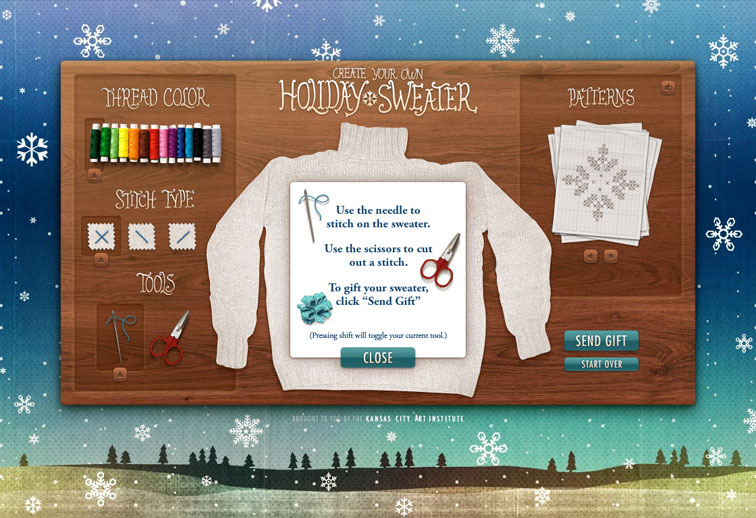 CREATE YOUR OWN
HOLIDAY SWEATER
THREAD COLOR
STITCH TYPE
TOOLS
PATTERNS
Use the needle to
stitch on the sweater.
Use the scissors to cut
out a stitch.
To gift your sweater,
click “Send Gift”
(Pressing shift will toggle your current tool.)
CLOSE
SEND GIFT
START OVER
BROUGHT TO YOU BY THE KANSAS CITY ART INSTITUTE